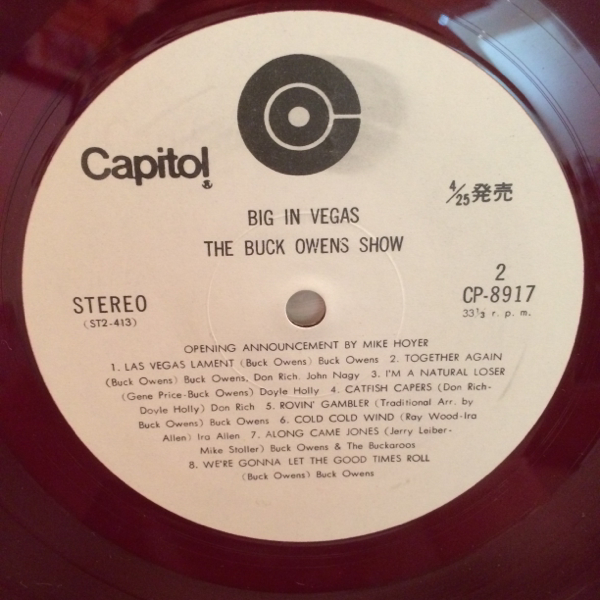 Capitol
®
4/25発売
BIG IN VEGAS
THE BUCK OWENS SHOW
STEREO
(ST2-413)
2
CP-8917
33⅓ r. p. m.
OPENING ANNOUNCEMENT BY MIKE HOYER
1. LAS VEGAS LAMENT (Buck Owens) Buck Owens 2. TOGETHER AGAIN
(Buck Owens) Buck Owens, Don Rich. John Nagy 3. I'M A NATURAL LOSER
(Gene Price-Buck Owens) Doyle Holly 4. CATFISH CAPERS (Don Rich-
Doyle Holly) Don Rich 5. ROVIN' GAMBLER (Traditional Arr. by
Buck Owens) Buck Owens 6. COLD COLD WIND (Ray Wood-Ira
Allen) Ira Allen 7. ALONG CAME JONES (Jerry Leiber-
Mike Stoller) Buck Owens & The Buckaroos
8. WE'RE GONNA LET THE GOOD TIMES ROLL
(Buck Owens) Buck Owens